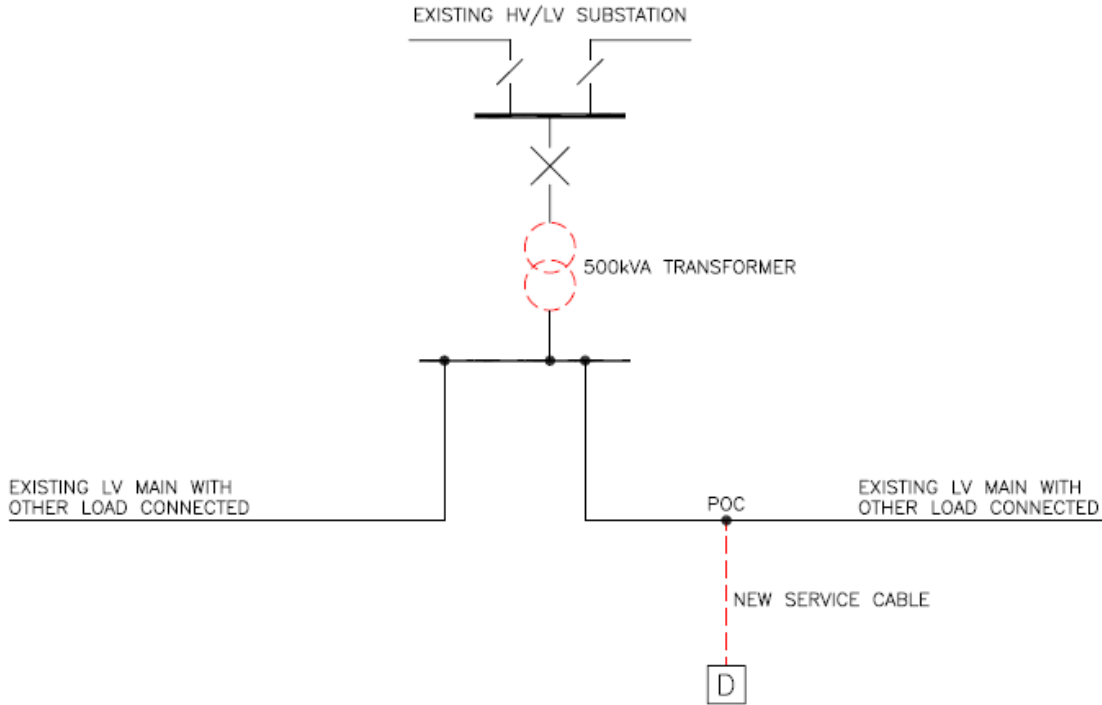 EXISTING HV/LV SUBSTATION
500kVA TRANSFORMER
EXISTING LV MAIN WITH
OTHER LOAD CONNECTED
POC
EXISTING LV MAIN WITH
OTHER LOAD CONNECTED
NEW SERVICE CABLE
D